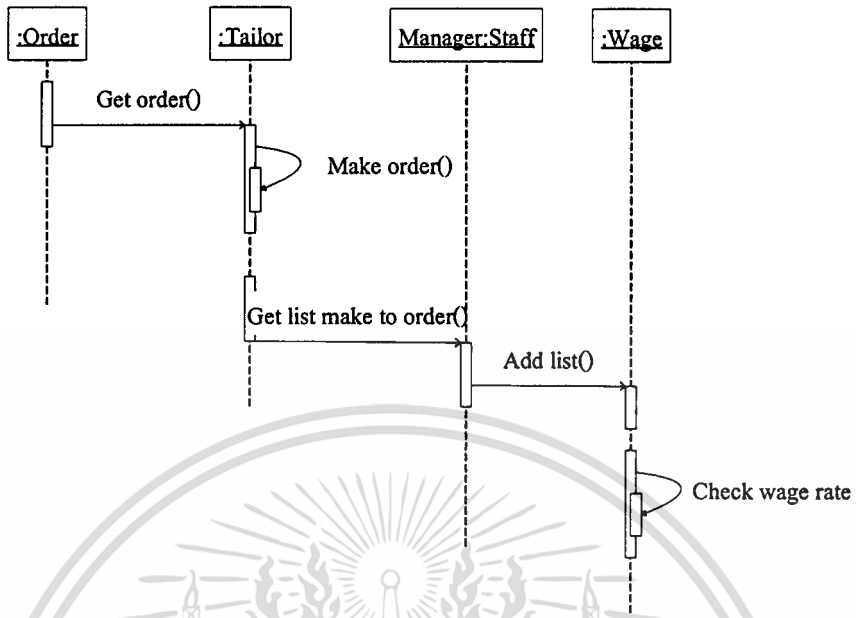 :Order
:Tailor
Manager:Staff
:Wage
Get order()
Make order()
Get list make to order()
Add list()
Check wage rate